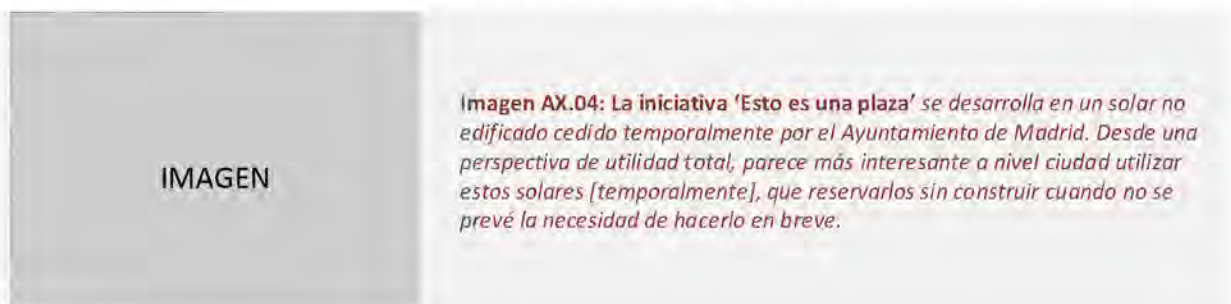 IMAGEN
Imagen AX.04: La iniciativa ‘Esto es una plaza’ se desarrolla en un solar no
edificado cedido temporalmente por el Ayuntamiento de Madrid. Desde una
perspectiva de utilidad total, parece más interesante a nivel ciudad utilizar
estos solares [temporalmente], que reservarlos sin construir cuando no se
prevé la necesidad de hacerlo en breve.